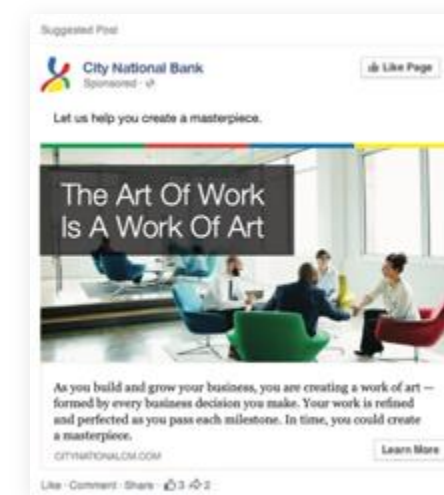 Suggested Post
City National Bank
Sponsored ·
Like Page
Let us help you create a masterpiece.
The Art Of Work
Is A Work Of Art
As you build and grow your business, you are creating a work of art —
formed by every business decision you make. Your work is refined
and perfected as you pass each milestone. In time, you could create
a masterpiece.
CITYNATIONALCM.COM
Learn More
Like · Comment · Share · 3 2